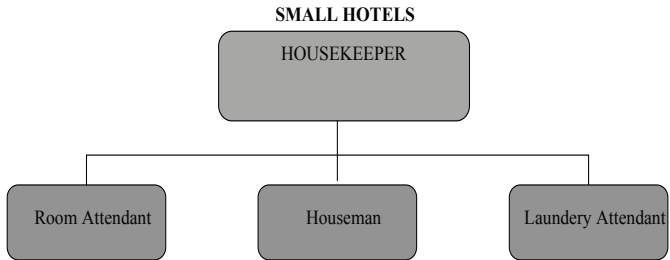 SMALL HOTELS
HOUSEKEEPER
Room Attendant
Houseman
Laundery Attendant